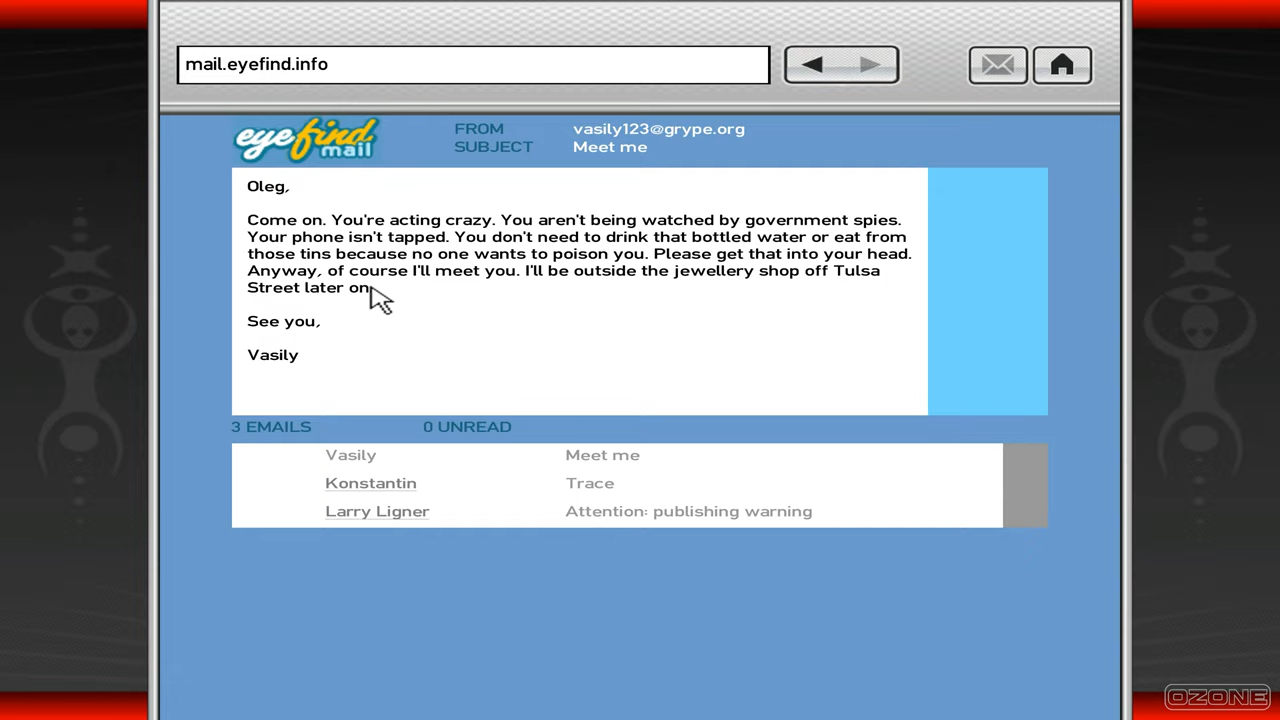 mail.eyefind.info
eyefind mail
FROM vasily123@grype.org
SUBJECT Meet me
Oleg,
Come on. You're acting crazy. You aren't being watched by government spies.
Your phone isn't tapped. You don't need to drink that bottled water or eat from
those tins because no one wants to poison you. Please get that into your head.
Anyway, of course I'll meet you. I'll be outside the jewellery shop off Tulsa
Street later on.
See you,
Vasily
3 EMAILS 0 UNREAD
Vasily Meet me
Konstantin Trace
Larry Ligner Attention: publishing warning
OZONE